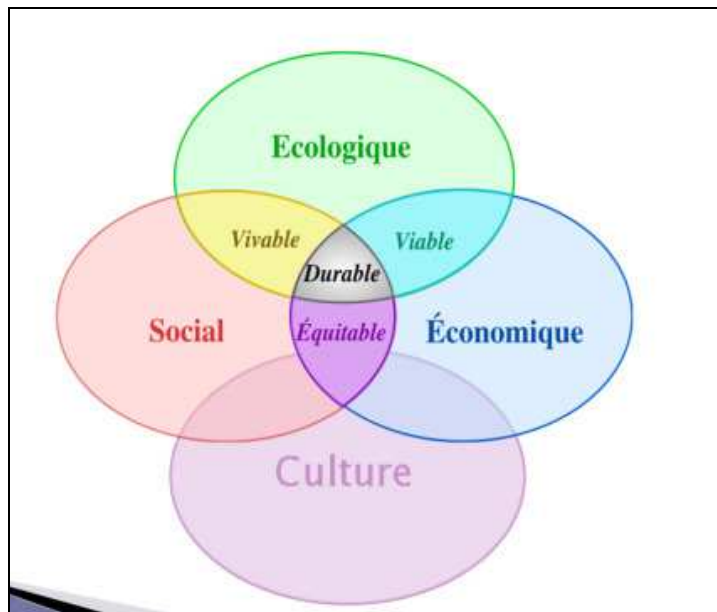 Ecologique
Vivable
Viable
Durable
Social
Équitable
Économique
Culture